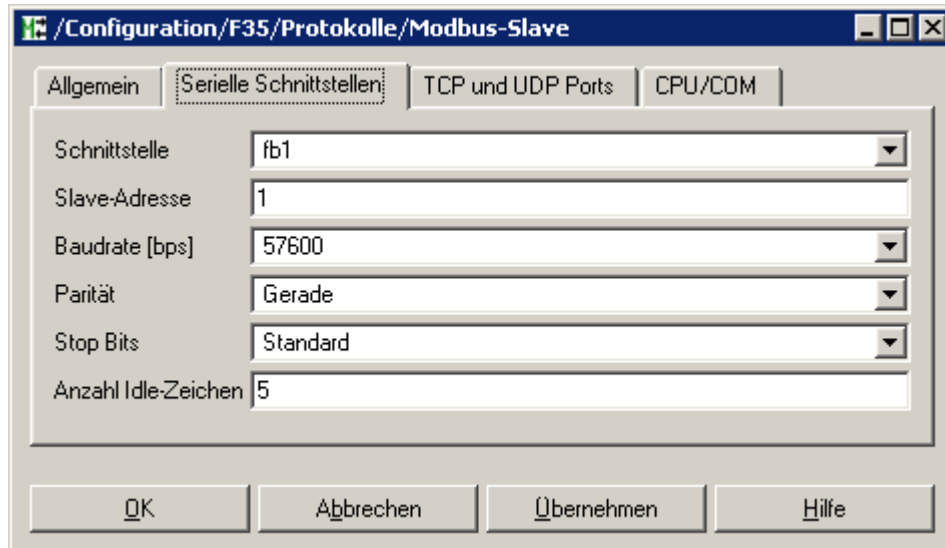 /Configuration/F35/Protokolle/Modbus-Slave
Allgemein Serielle Schnittstellen TCP und UDP Ports CPU/COM
Schnittstelle fb1
Slave-Adresse 1
Baudrate [bps] 57600
Parität Gerade
Stop Bits Standard
Anzahl Idle-Zeichen 5
OK Abbrechen Übernehmen Hilfe